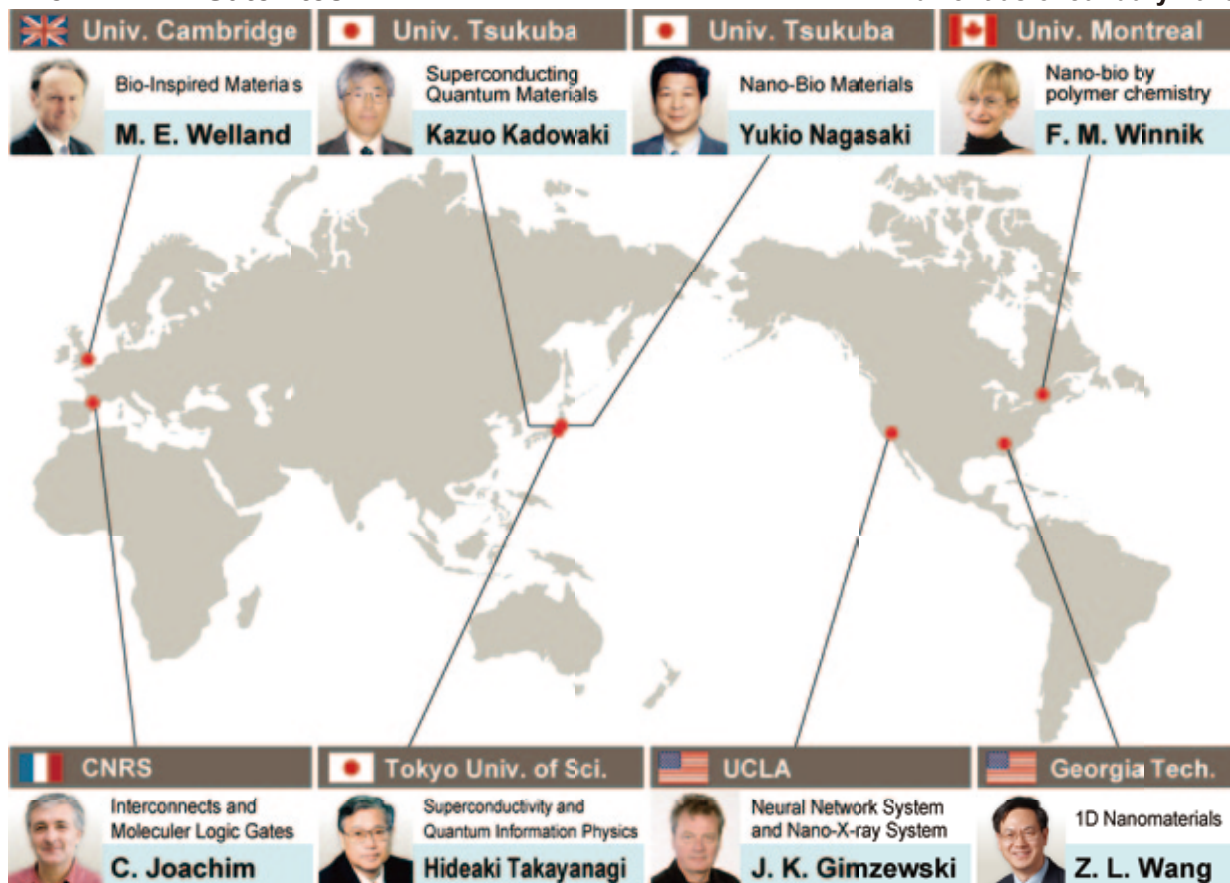 Univ. Cambridge
Bio-Inspired Materia s
M. E. Welland
Univ. Tsukuba
Superconducting
Quantum Materials
Kazuo Kadowaki
Univ. Tsukuba
Nano-Bio Materials
Yukio Nagasaki
Univ. Montreal
Nano-bio by
polymer chemistry
F. M. Winnik
CNRS
Interconnects and
Moleculer Logic Gates
C. Joachim
Tokyo Univ. of Sci.
Superconductivity and
Quantum Information Physics
Hideaki Takayanagi
UCLA
Neural Network System
and Nano-X-ray System
J. K. Gimzewski
Georgia Tech.
1D Nanomaterials
Z. L. Wang